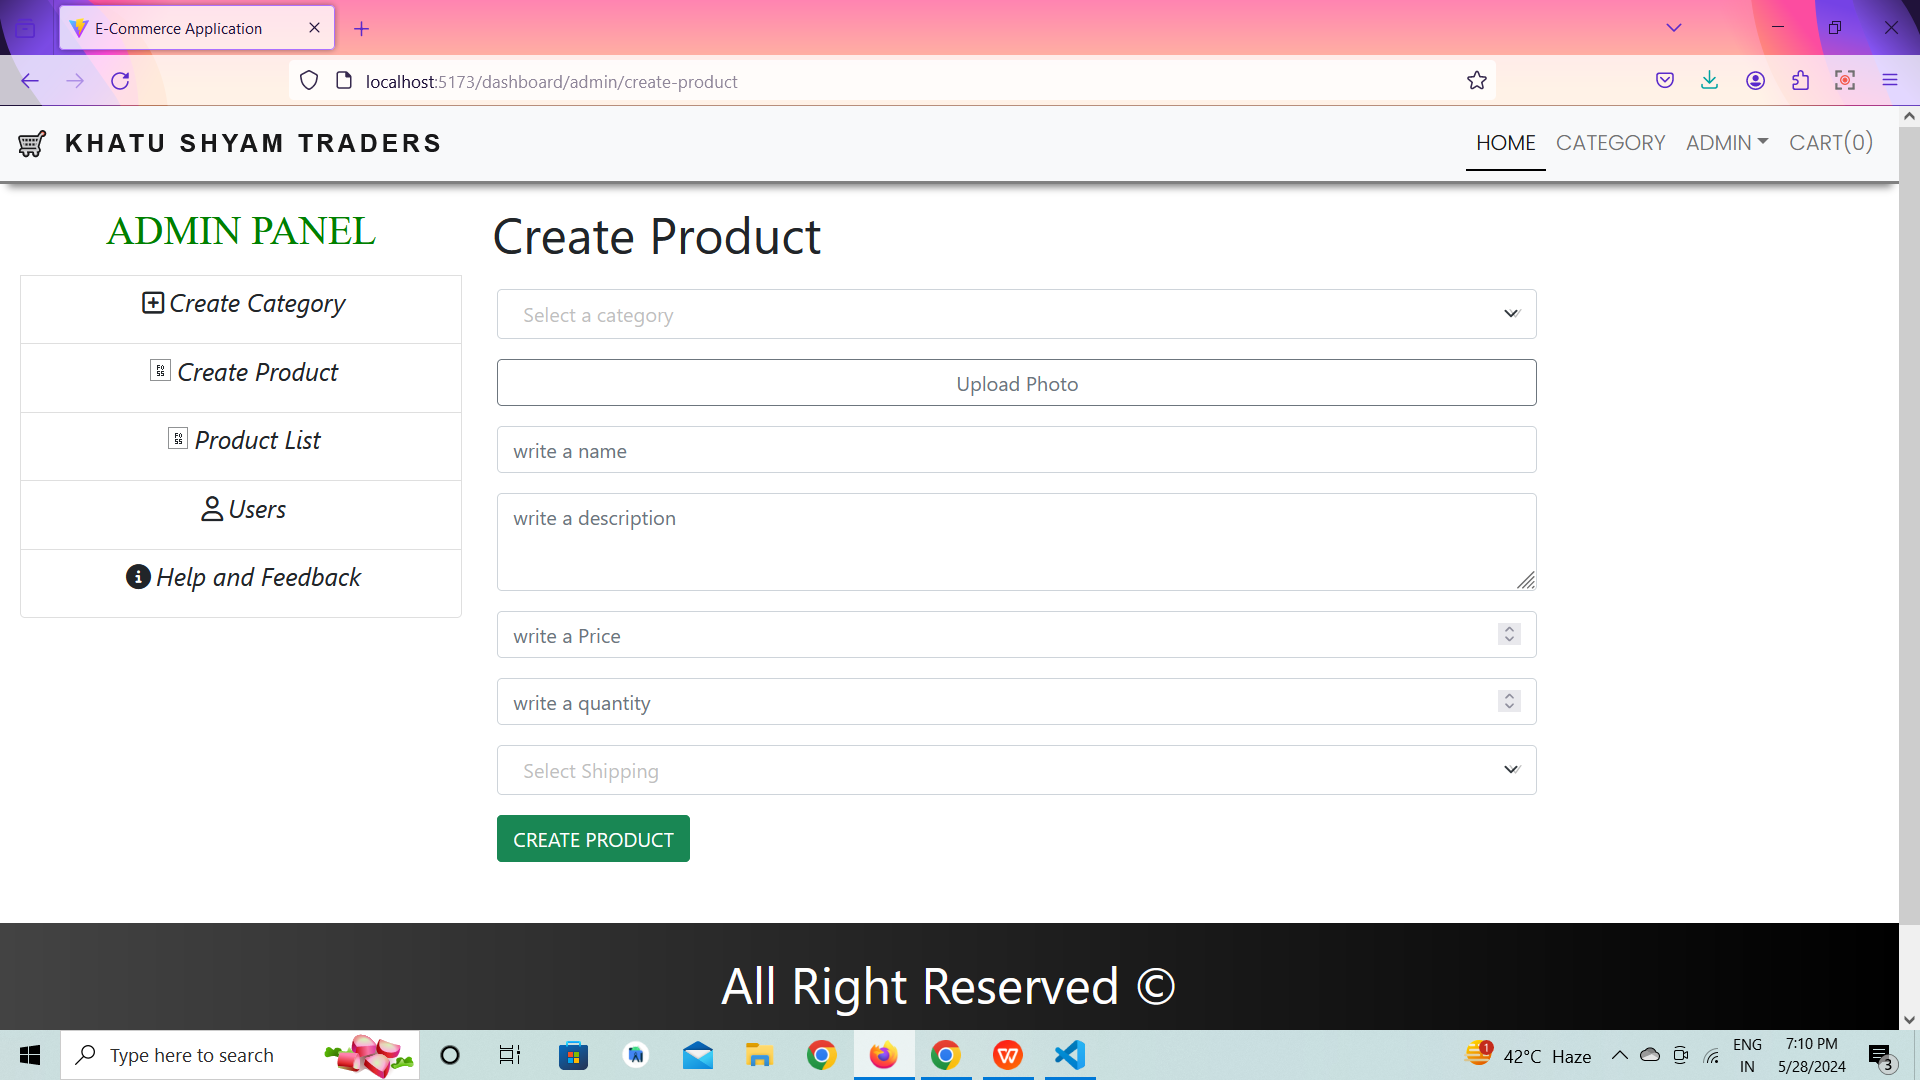 E-Commerce Application
localhost:5173/dashboard/admin/create-product
KHATU SHYAM TRADERS
HOME CATEGORY ADMIN CART(0)
ADMIN PANEL
Create Category
Create Product
Product List
Users
Help and Feedback
Create Product
Select a category
Upload Photo
write a name
write a description
write a Price
write a quantity
Select Shipping
CREATE PRODUCT
All Right Reserved ©
Type here to search
1
42°C Haze
ENG
IN
7:10 PM
5/28/2024
3